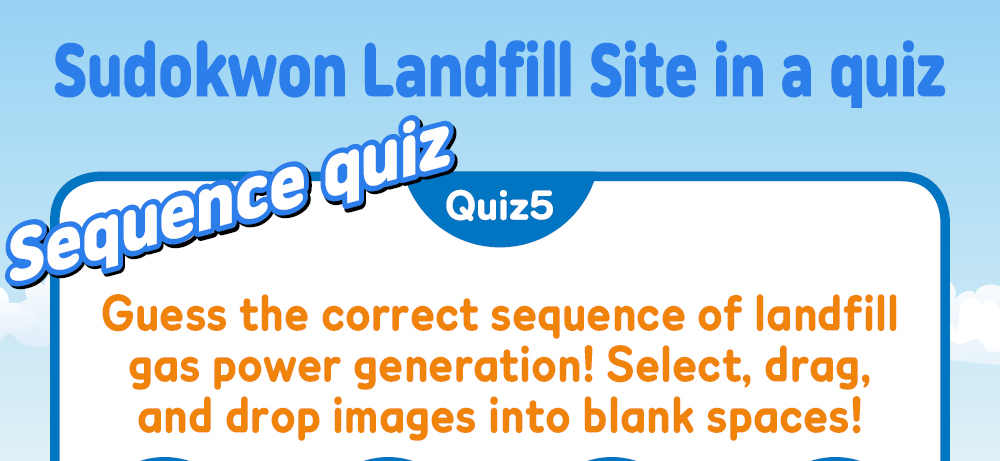 Sudokwon Landfill Site in a quiz
Sequence quiz
Quiz5
Guess the correct sequence of landfill
gas power generation! Select, drag,
and drop images into blank spaces!